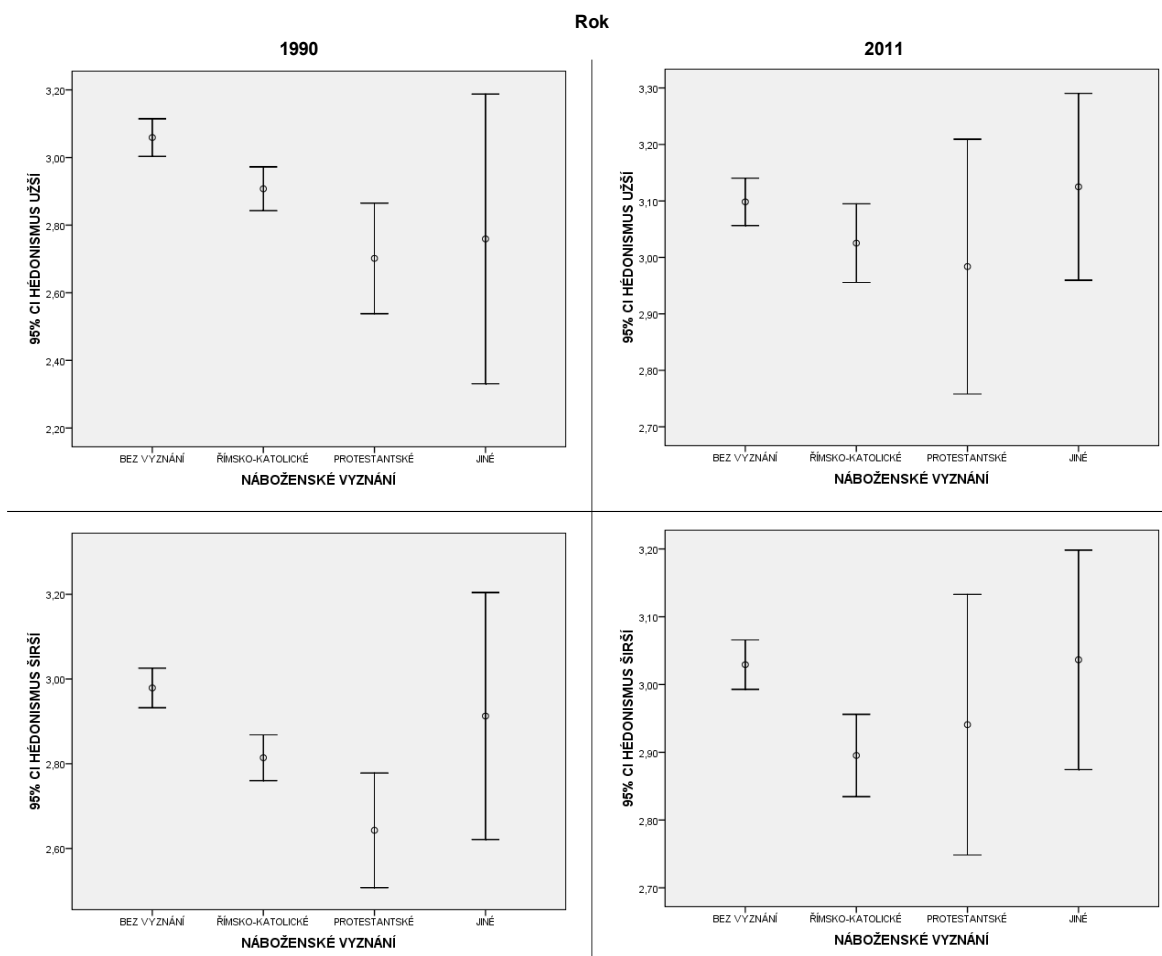 Rok
1990
2011
95% CI HÉDONISMUS UŽŠÍ
3,20
3,00
2,80
2,60
2,40
2,20
BEZ VYZNÁNÍ
ŘÍMSKO-KATOLICKÉ
PROTESTANTSKÉ
JINÉ
NÁBOŽENSKÉ VYZNÁNÍ
95% CI HÉDONISMUS UŽŠÍ
3,30
3,20
3,10
3,00
2,90
2,80
2,70
BEZ VYZNÁNÍ
ŘÍMSKO-KATOLICKÉ
PROTESTANTSKÉ
JINÉ
NÁBOŽENSKÉ VYZNÁNÍ
95% CI HÉDONISMUS ŠIRŠÍ
3,20
3,00
2,80
2,60
BEZ VYZNÁNÍ
ŘÍMSKO-KATOLICKÉ
PROTESTANTSKÉ
JINÉ
NÁBOŽENSKÉ VYZNÁNÍ
95% CI HÉDONISMUS ŠIRŠÍ
3,20
3,10
3,00
2,90
2,80
2,70
BEZ VYZNÁNÍ
ŘÍMSKO-KATOLICKÉ
PROTESTANTSKÉ
JINÉ
NÁBOŽENSKÉ VYZNÁNÍ